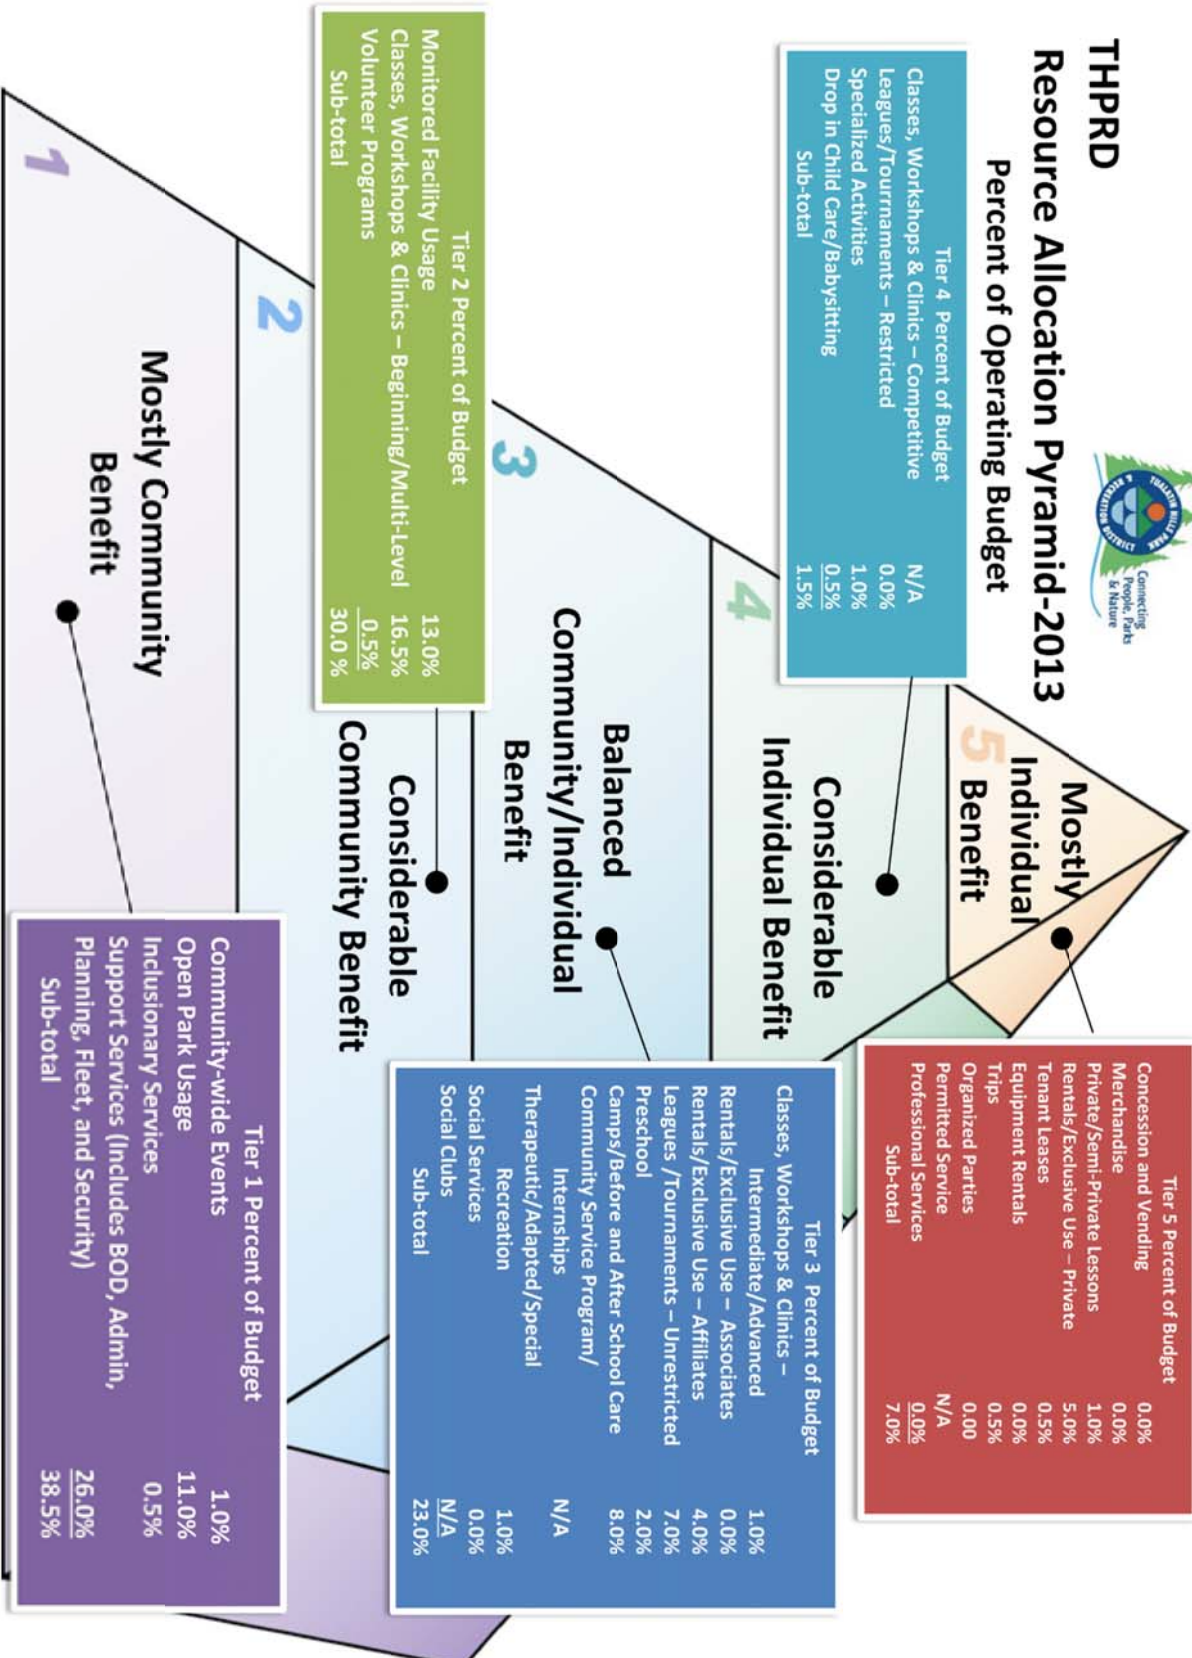 THPRD
Resource Allocation Pyramid-2013
Percent of Operating Budget
TUALATIN HILLS PARK
& RECREATION DISTRICT
Connecting
People, Parks
& Nature
5
Mostly
Individual
Benefit
Tier 5 Percent of Budget
Concession and Vending 0.0%
Merchandise 0.0%
Private/Semi-Private Lessons 1.0%
Rentals/Exclusive Use – Private 5.0%
Tenant Leases 0.5%
Equipment Rentals 0.0%
Trips 0.5%
Organized Parties 0.00
Permitted Service N/A
Professional Services 0.0%
Sub-total 7.0%
Tier 4 Percent of Budget
Classes, Workshops & Clinics – Competitive N/A
Leagues/Tourrnaments – Restricted 0.0%
Specialized Activities 1.0%
Drop in Child Care/Babysitting 0.5%
Sub-total 1.5%
4
Considerable
Individual Benefit
Tier 3 Percent of Budget
Classes, Workshops & Clinics –
Intermediate/Advanced 1.0%
Rentals/Exclusive Use – Associates 0.0%
Rentals/Exclusive Use – Affiliates 4.0%
Leagues /Tournaments – Unrestricted 7.0%
Preschool 2.0%
Camps/Before and After School Care 8.0%
Community Service Program/
Internships N/A
Therapeutic/Adapted/Special
Recreation 1.0%
Social Services 0.0%
Social Clubs N/A
Sub-total 23.0%
3
Balanced
Community/Individual
Benefit
Tier 2 Percent of Budget
Monitored Facility Usage 13.0%
Classes, Workshops & Clinics – Beginning/Multi-Level 16.5%
Volunteer Programs 0.5%
Sub-total 30.0 %
2
Considerable
Community Benefit
Tier 1 Percent of Budget
Community-wide Events 1.0%
Open Park Usage 11.0%
Inclusionary Services 0.5%
Support Services (Includes BOD, Admin,
Planning, Fleet, and Security) 26.0%
Sub-total 38.5%
1
Mostly Community
Benefit